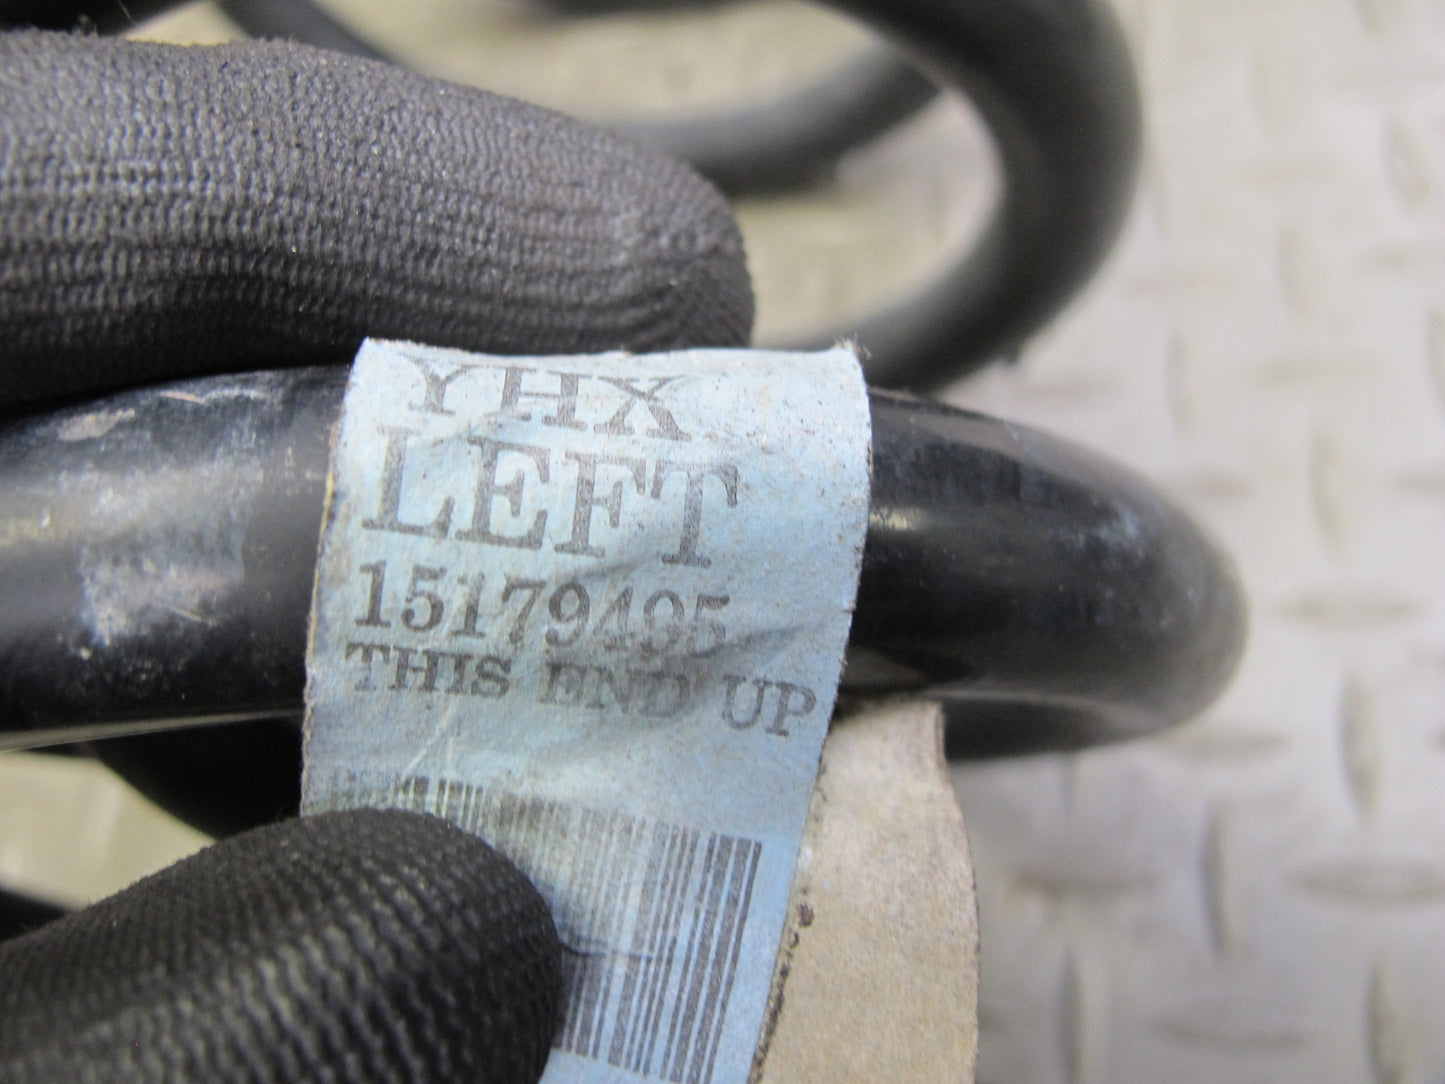 YHX
LEFT
15179495
THIS END UP